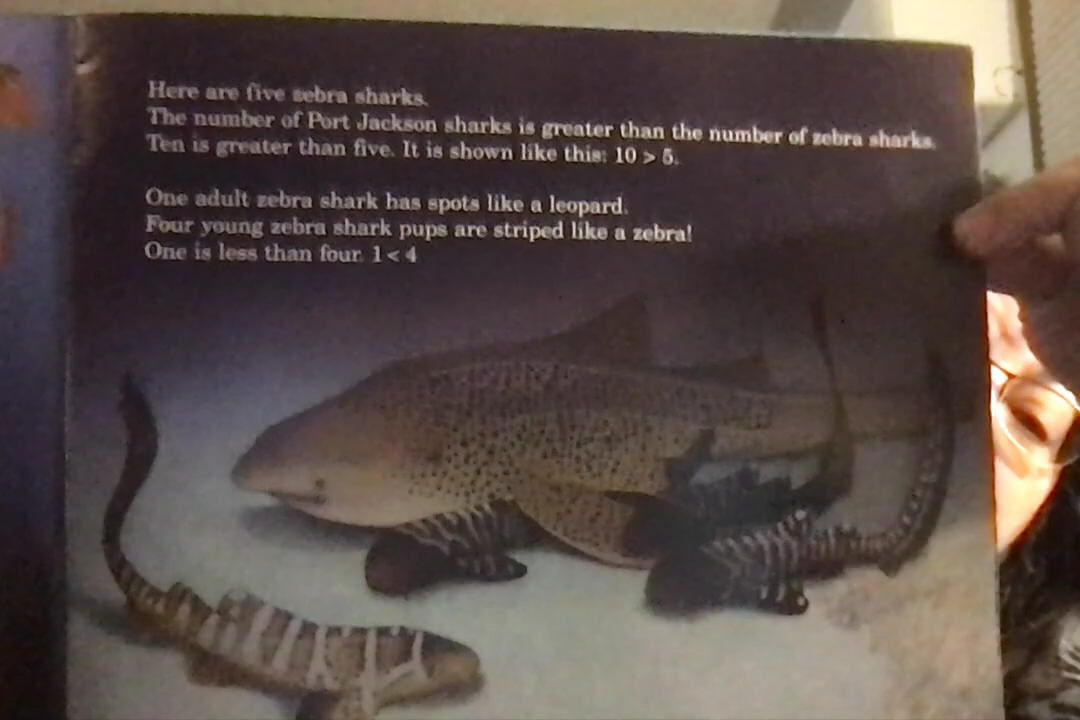 Here are five zebra sharks.
The number of Port Jackson sharks is greater than the number of zebra sharks.
Ten is greater than five. It is shown like this: 10 > 5.
One adult zebra shark has spots like a leopard.
Four young zebra shark pups are striped like a zebra!
One is less than four. 1 < 4